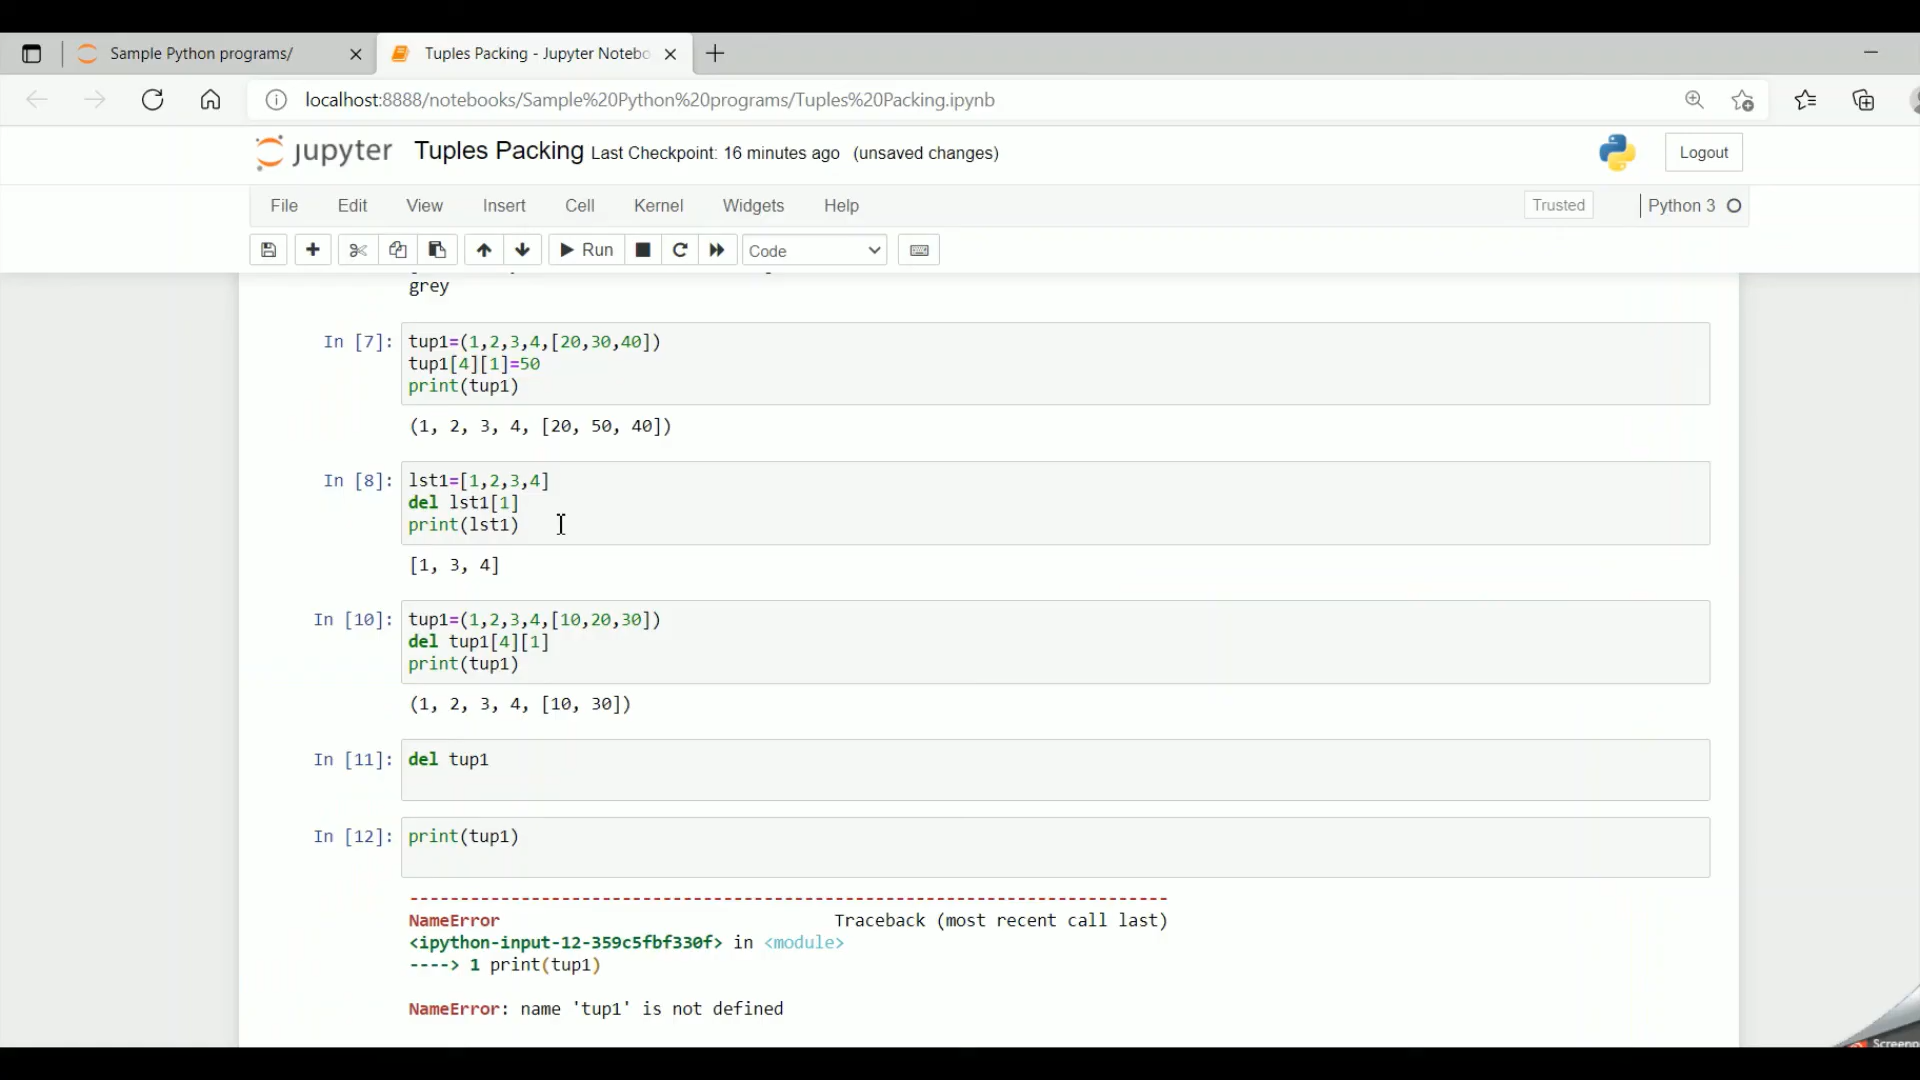 Sample Python programs/
Tuples Packing - Jupyter Notebo
localhost:8888/notebooks/Sample%20Python%20programs/Tuples%20Packing.ipynb
jupyter Tuples Packing Last Checkpoint: 16 minutes ago (unsaved changes)
Logout
File Edit View Insert Cell Kernel Widgets Help
Trusted
Python 3
Run
Code
grey
In [7]: tup1=(1,2,3,4,[20,30,40])
tup1[4][1]=50
print(tup1)
(1, 2, 3, 4, [20, 50, 40])
In [8]: lst1=[1,2,3,4]
del lst1[1]
print(lst1)
[1, 3, 4]
In [10]: tup1=(1,2,3,4,[10,20,30])
del tup1[4][1]
print(tup1)
(1, 2, 3, 4, [10, 30])
In [11]: del tup1
In [12]: print(tup1)
---------------------------------------------------------------------------
NameError Traceback (most recent call last)
<ipython-input-12-359c5fbf330f> in <module>
----> 1 print(tup1)
NameError: name 'tup1' is not defined